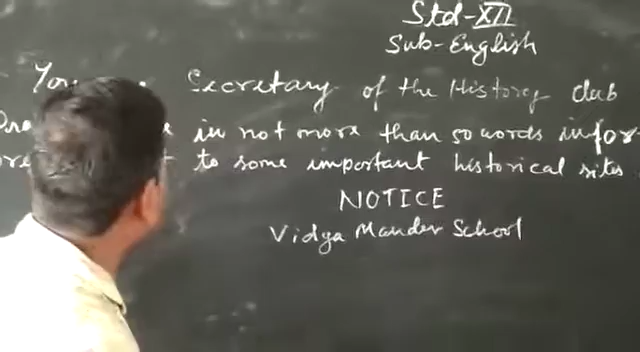 Std-XII
Sub-English
You Secretary of the History club
in not more than 50 words infor-
to some important historical sites.
NOTICE
Vidya Mander School